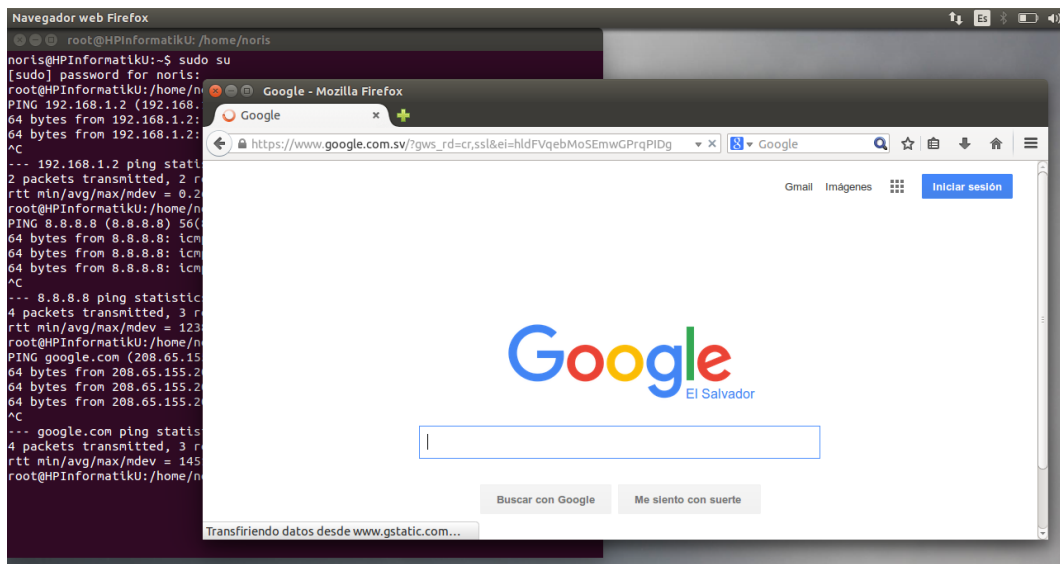 Navegador web Firefox
Es
root@HPInformatikU: /home/noris
noris@HPInformatikU:~$ sudo su
[sudo] password for noris:
root@HPInformatikU:/home/n
PING 192.168.1.2 (192.168.
64 bytes from 192.168.1.2:
64 bytes from 192.168.1.2:
^C
--- 192.168.1.2 ping stati
2 packets transmitted, 2 r
rtt min/avg/max/mdev = 0.2
root@HPInformatikU:/home/n
PING 8.8.8.8 (8.8.8.8) 56(
64 bytes from 8.8.8.8: icm
64 bytes from 8.8.8.8: icm
64 bytes from 8.8.8.8: icm
^C
--- 8.8.8.8 ping statistic
4 packets transmitted, 3 r
rtt min/avg/max/mdev = 123
root@HPInformatikU:/home/n
PING google.com (208.65.15
64 bytes from 208.65.155.2
64 bytes from 208.65.155.2
64 bytes from 208.65.155.2
^C
--- google.com ping statis
4 packets transmitted, 3 r
rtt min/avg/max/mdev = 145
root@HPInformatikU:/home/n
Google - Mozilla Firefox
Google
https://www.google.com.sv/?gws_rd=cr,ssl&ei=hldFVqebMoSEmwGPrqPIDg
Google
Gmail Imágenes Iniciar sesión
Google
El Salvador
Buscar con Google Me siento con suerte
Transfiriendo datos desde www.gstatic.com...